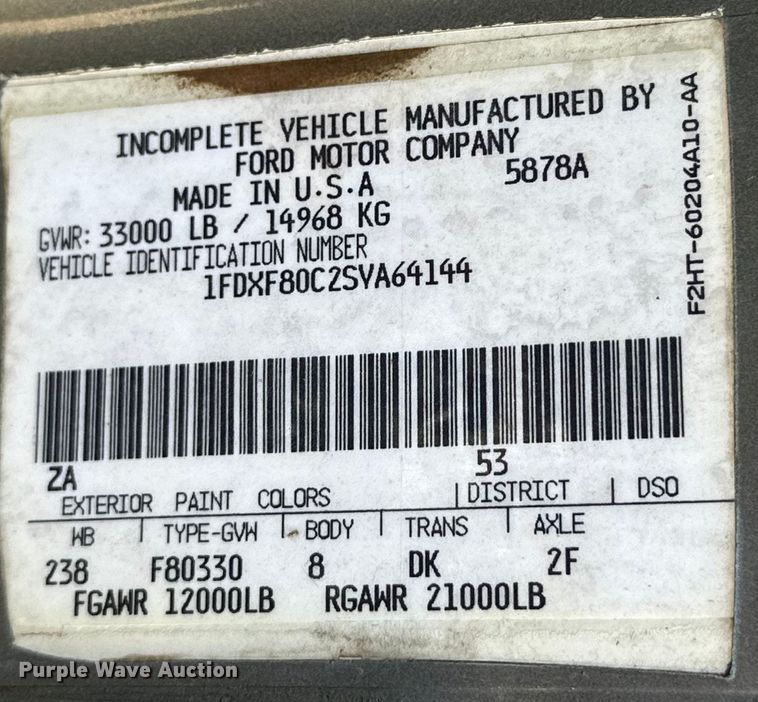 INCOMPLETE VEHICLE MANUFACTURED BY
FORD MOTOR COMPANY
MADE IN U.S.A 5878A
GVWR: 33000 LB / 14968 KG
VEHICLE IDENTIFICATION NUMBER
1FDXF80C2SVA64144
F2HT-60204A10-AA
ZA 53
EXTERIOR PAINT COLORS | DISTRICT | DSO
WB | TYPE-GVW | BODY | TRANS | AXLE
238 F80330 8 DK 2F
FGAWR 12000LB RGAWR 21000LB
Purple Wave Auction